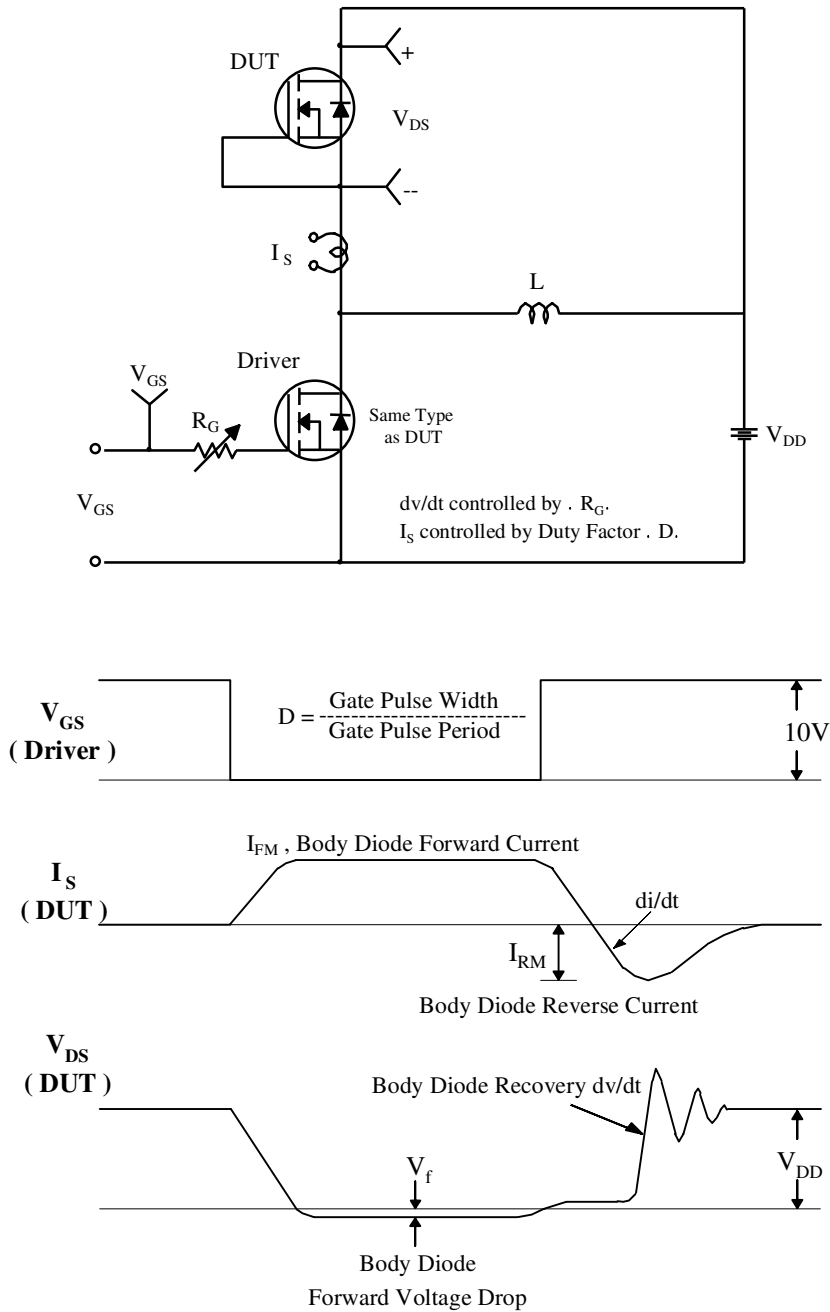 DUT
+
V_DS
--
I_S
L
Driver
V_GS
R_G
Same Type
as DUT
V_DD
V_GS
dv/dt controlled by . R_G.
I_S controlled by Duty Factor . D.
V_GS
( Driver )
D = Gate Pulse Width
--------------------------
Gate Pulse Period
10V
I_FM , Body Diode Forward Current
I_S
( DUT )
di/dt
I_RM
Body Diode Reverse Current
V_DS
( DUT )
Body Diode Recovery dv/dt
V_f
V_DD
Body Diode
Forward Voltage Drop